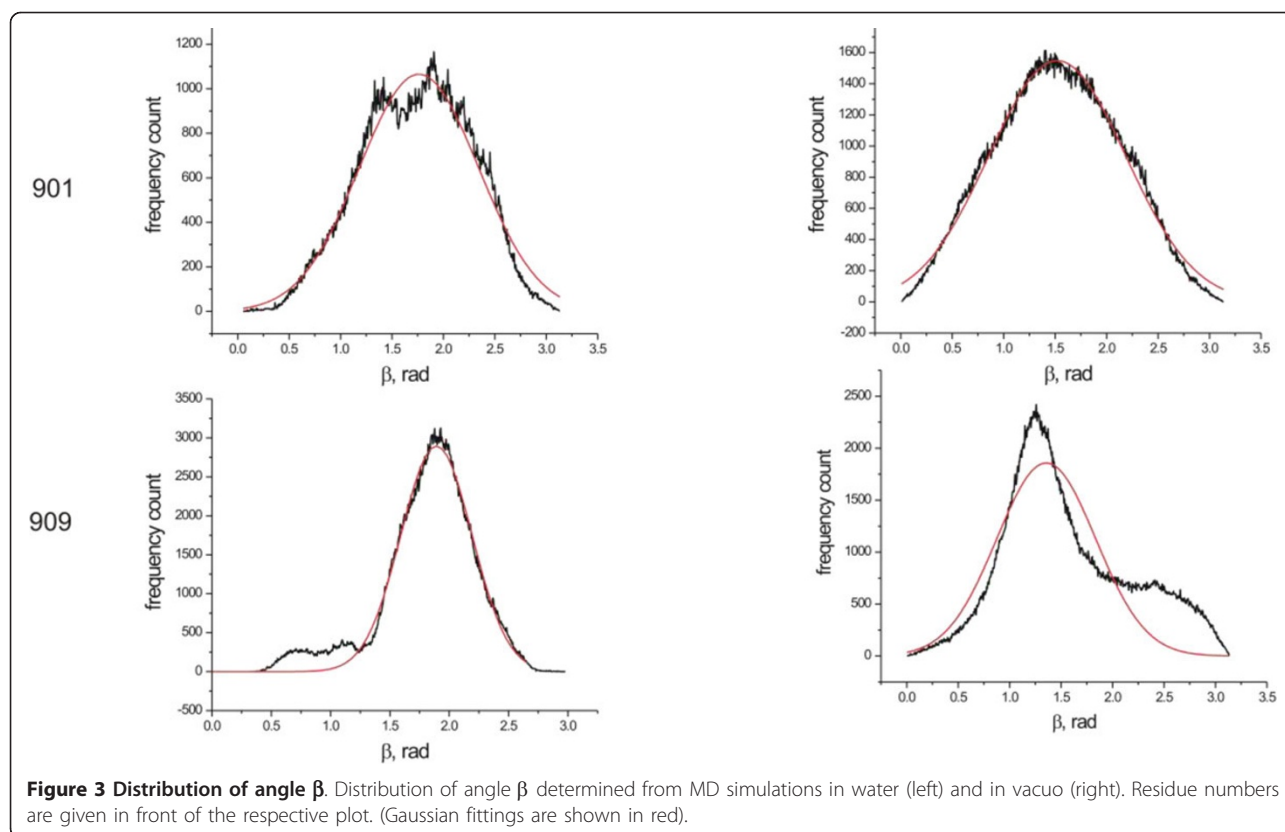 901
frequency count
1200
1000
800
600
400
200
0
0.0 0.5 1.0 1.5 2.0 2.5 3.0 3.5
β, rad
frequency count
1600
1400
1200
1000
800
600
400
200
0
-200
0.0 0.5 1.0 1.5 2.0 2.5 3.0 3.5
β, rad
909
frequency count
3500
3000
2500
2000
1500
1000
500
0
-500
0.0 0.5 1.0 1.5 2.0 2.5 3.0
β, rad
frequency count
2500
2000
1500
1000
500
0
0.0 0.5 1.0 1.5 2.0 2.5 3.0 3.5
β, rad
Figure 3 Distribution of angle β. Distribution of angle β determined from MD simulations in water (left) and in vacuo (right). Residue numbers
are given in front of the respective plot. (Gaussian fittings are shown in red).